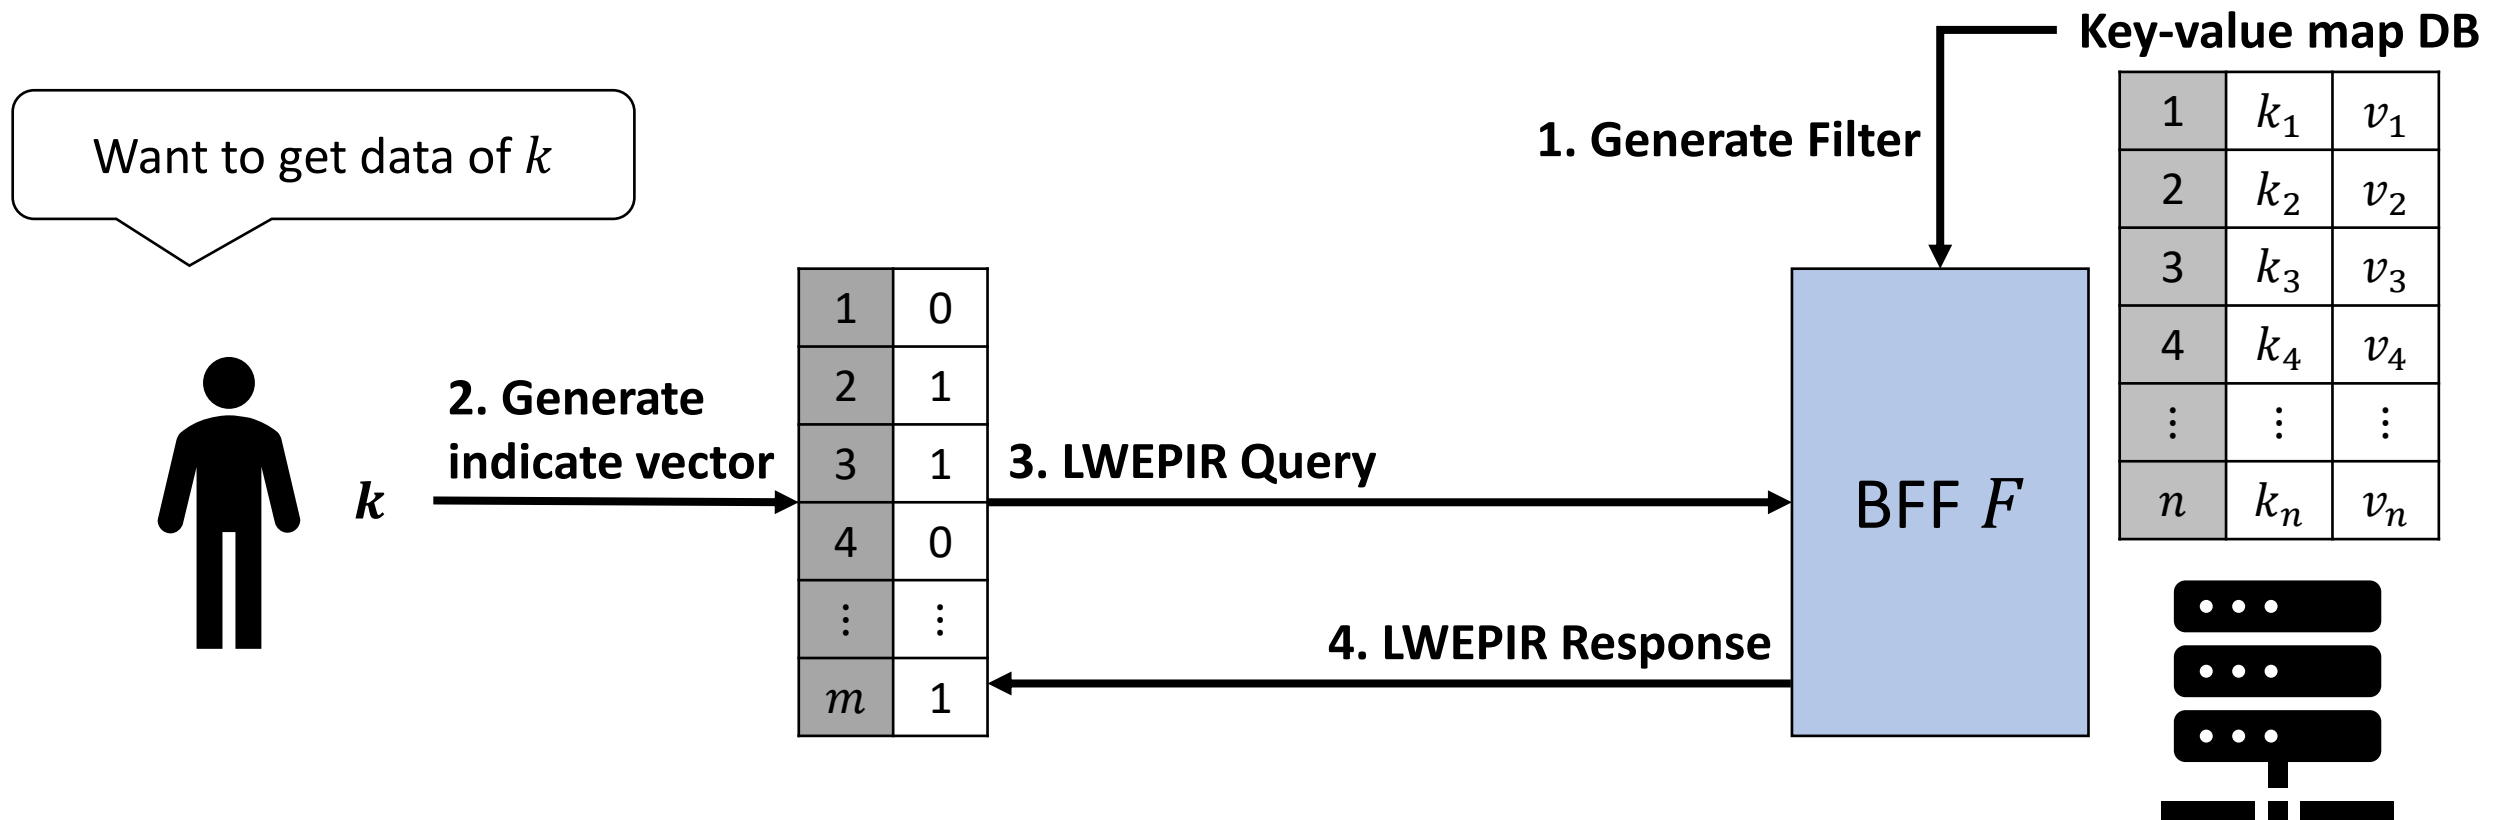 Key-value map DB
1 k₁ v₁
2 k₂ v₂
3 k₃ v₃
4 k₄ v₄
⋮ ⋮ ⋮
n kₙ vₙ
1. Generate Filter
Want to get data of k
k
2. Generate
indicate vector
1 0
2 1
3 1
4 0
⋮ ⋮
m 1
3. LWEPIR Query
BFF F
4. LWEPIR Response